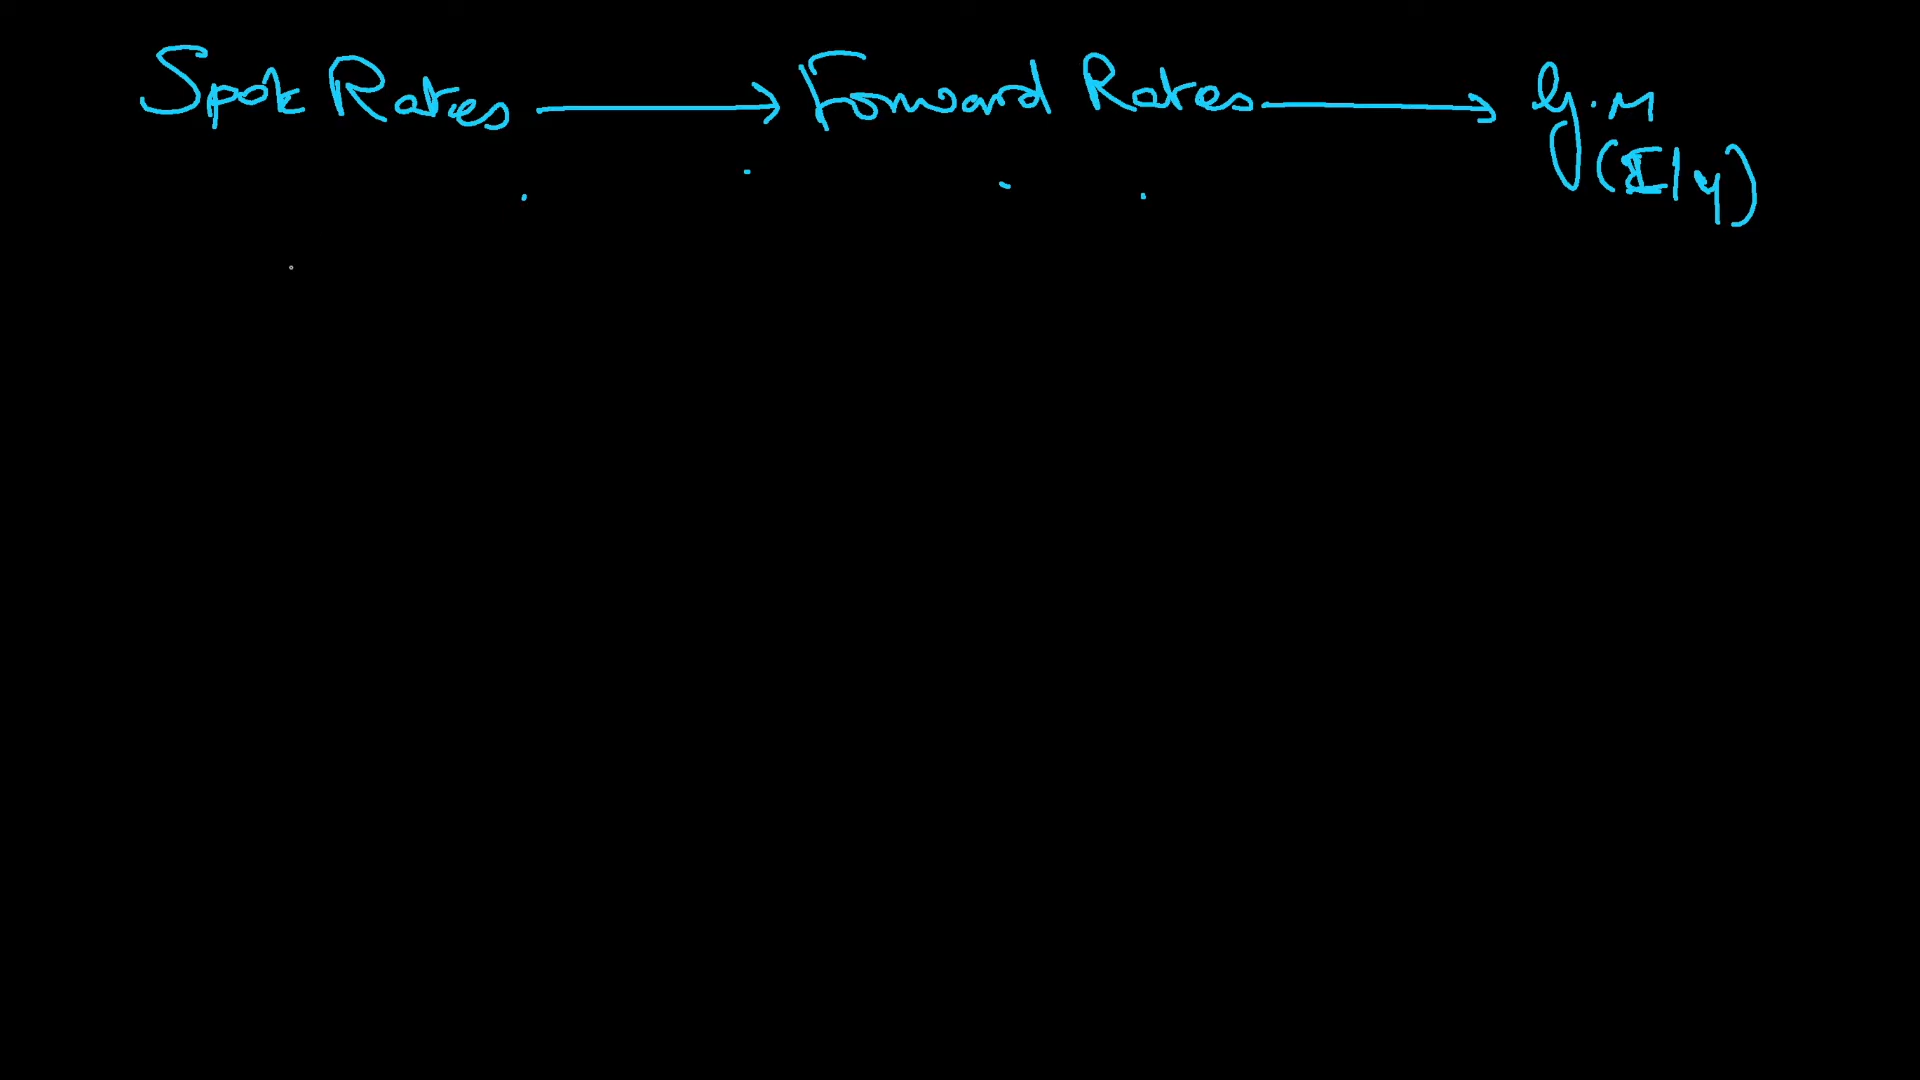 Spot Rates → Forward Rates → y.M
(I/y)